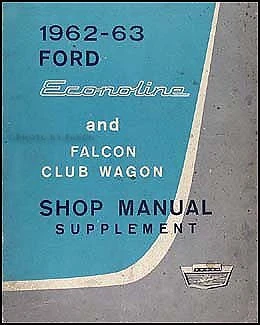 1962-63
FORD
Econoline
and
FALCON
CLUB WAGON
SHOP MANUAL
SUPPLEMENT